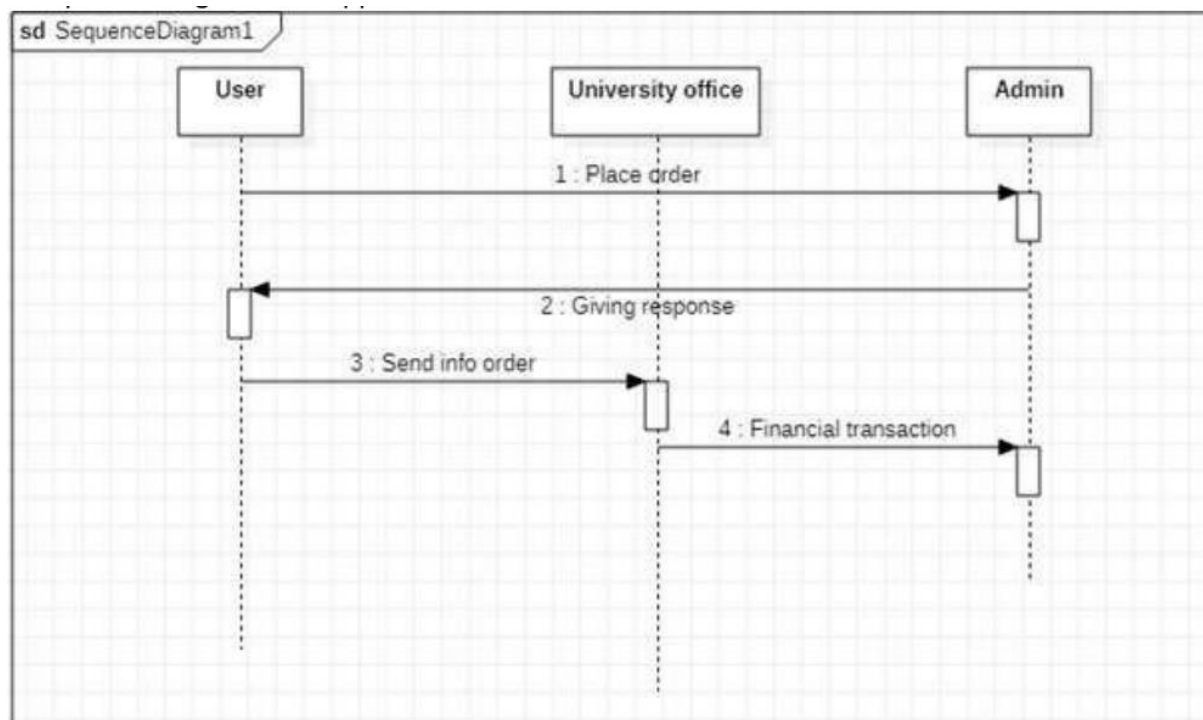 sd SequenceDiagram1
User
University office
Admin
1 : Place order
2 : Giving response
3 : Send info order
4 : Financial transaction